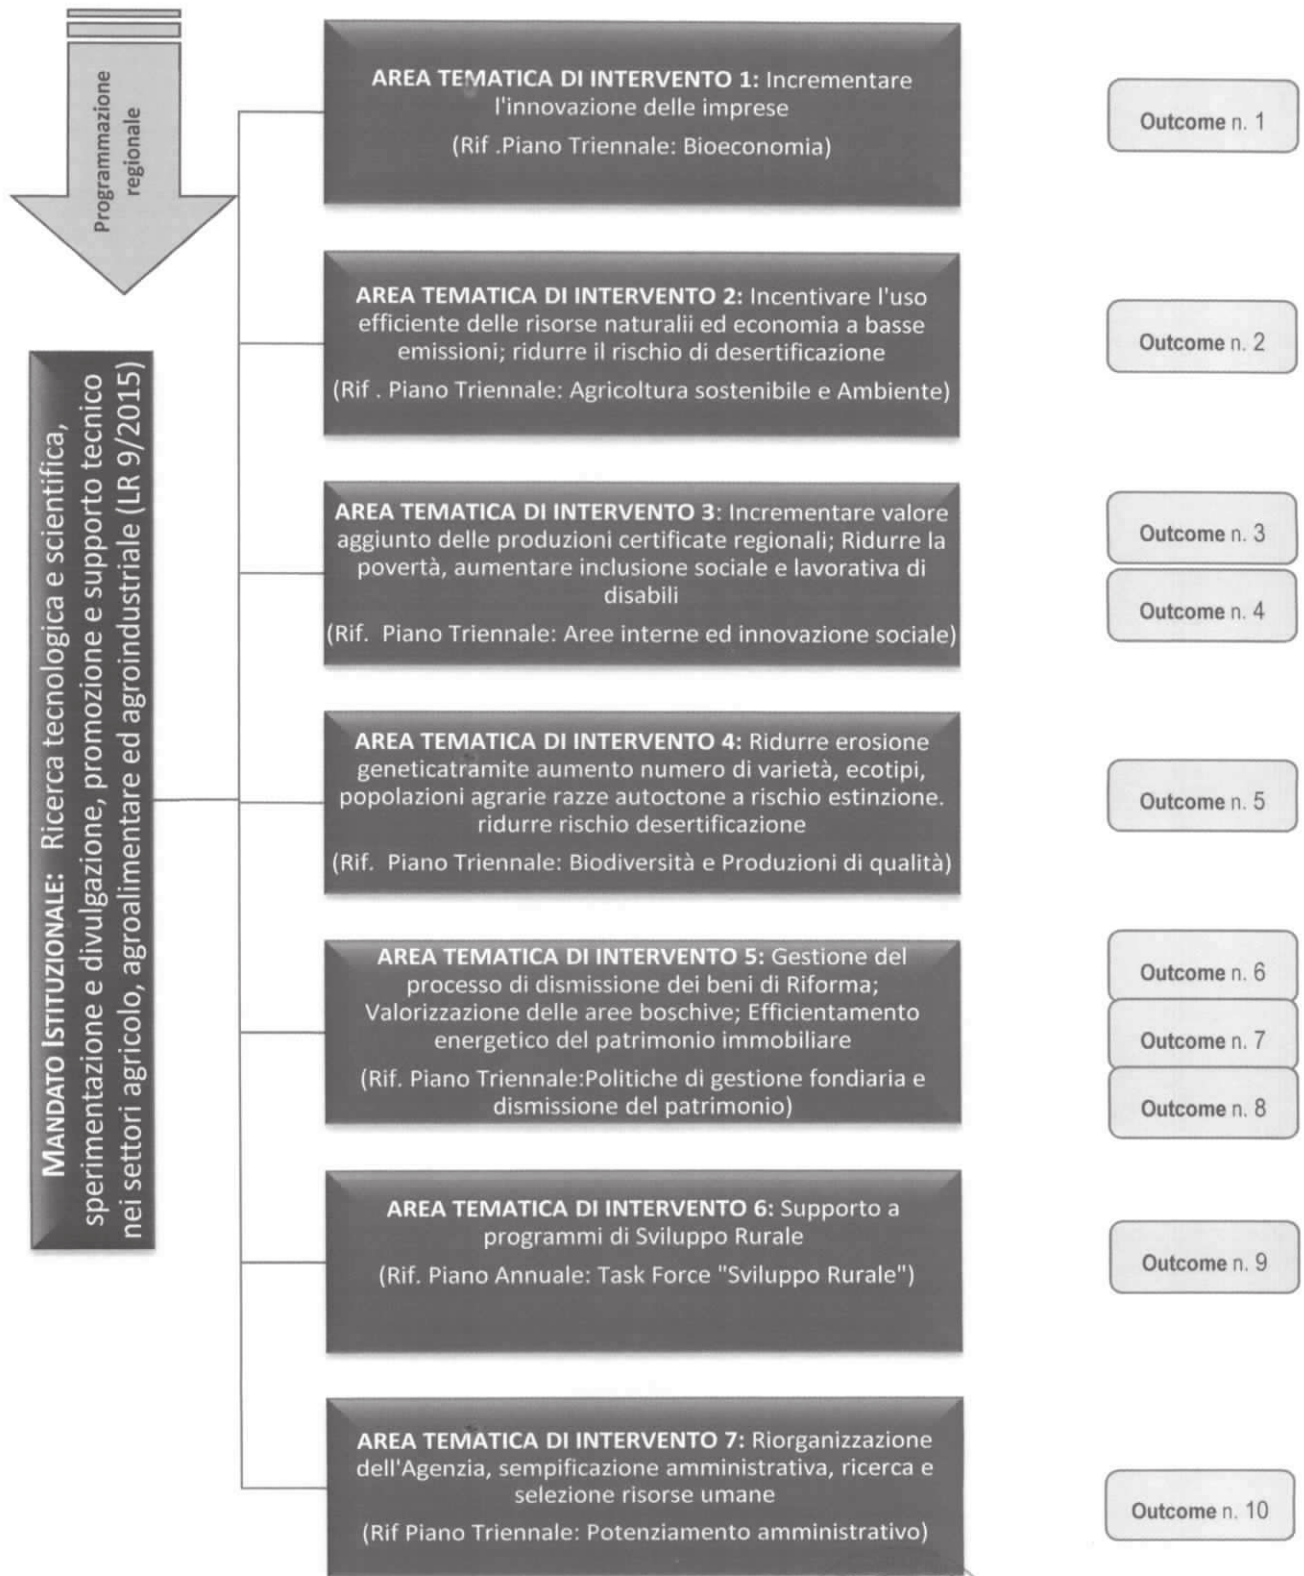 Programmazione
regionale
MANDATO ISTITUZIONALE: Ricerca tecnologica e scientifica,
sperimentazione e divulgazione, promozione e supporto tecnico
nei settori agricolo, agroalimentare ed agroindustriale (LR 9/2015)
AREA TEMATICA DI INTERVENTO 1: Incrementare
l'innovazione delle imprese
(Rif .Piano Triennale: Bioeconomia)
Outcome n. 1
AREA TEMATICA DI INTERVENTO 2: Incentivare l'uso
efficiente delle risorse naturalii ed economia a basse
emissioni; ridurre il rischio di desertificazione
(Rif . Piano Triennale: Agricoltura sostenibile e Ambiente)
Outcome n. 2
AREA TEMATICA DI INTERVENTO 3: Incrementare valore
aggiunto delle produzioni certificate regionali; Ridurre la
povertà, aumentare inclusione sociale e lavorativa di
disabili
(Rif. Piano Triennale: Aree interne ed innovazione sociale)
Outcome n. 3
Outcome n. 4
AREA TEMATICA DI INTERVENTO 4: Ridurre erosione
geneticatramite aumento numero di varietà, ecotipi,
popolazioni agrarie razze autoctone a rischio estinzione.
ridurre rischio desertificazione
(Rif. Piano Triennale: Biodiversità e Produzioni di qualità)
Outcome n. 5
AREA TEMATICA DI INTERVENTO 5: Gestione del
processo di dismissione dei beni di Riforma;
Valorizzazione delle aree boschive; Efficientamento
energetico del patrimonio immobiliare
(Rif. Piano Triennale:Politiche di gestione fondiaria e
dismissione del patrimonio)
Outcome n. 6
Outcome n. 7
Outcome n. 8
AREA TEMATICA DI INTERVENTO 6: Supporto a
programmi di Sviluppo Rurale
(Rif. Piano Annuale: Task Force "Sviluppo Rurale")
Outcome n. 9
AREA TEMATICA DI INTERVENTO 7: Riorganizzazione
dell'Agenzia, sempificazione amministrativa, ricerca e
selezione risorse umane
(Rif Piano Triennale: Potenziamento amministrativo)
Outcome n. 10